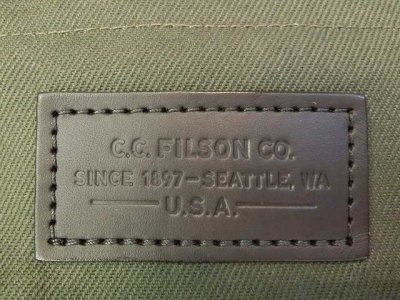 C.C. FILSON CO.
SINCE 1897-SEATTLE, WA
U.S.A.